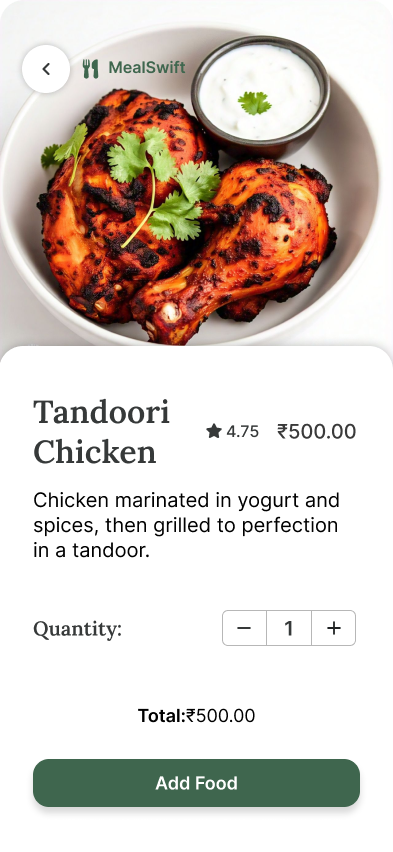 MealSwift
Tandoori
Chicken
4.75
₹500.00
Chicken marinated in yogurt and
spices, then grilled to perfection
in a tandoor.
Quantity:
− 1 +
Total:₹500.00
Add Food